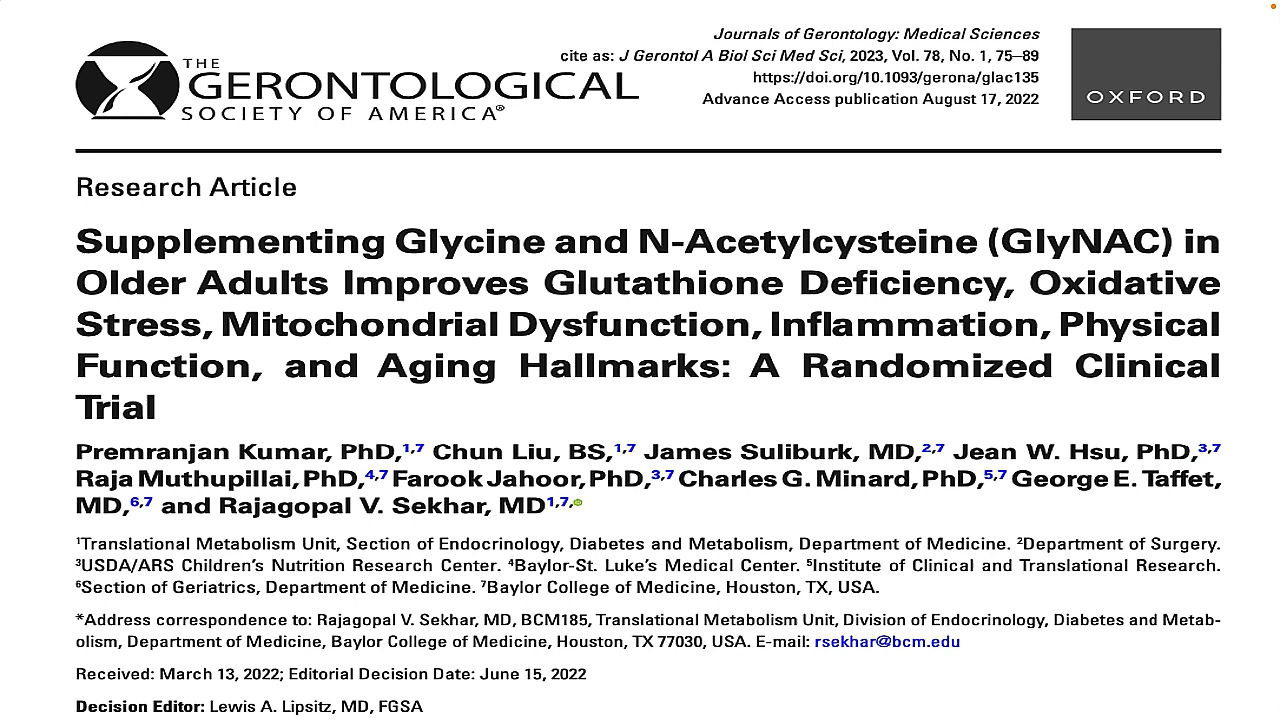 THE
GERONTOLOGICAL
SOCIETY OF AMERICA®
Journals of Gerontology: Medical Sciences
cite as: J Gerontol A Biol Sci Med Sci, 2023, Vol. 78, No. 1, 75–89
https://doi.org/10.1093/gerona/glac135
Advance Access publication August 17, 2022
OXFORD
Research Article
Supplementing Glycine and N-Acetylcysteine (GlyNAC) in
Older Adults Improves Glutathione Deficiency, Oxidative
Stress, Mitochondrial Dysfunction, Inflammation, Physical
Function, and Aging Hallmarks: A Randomized Clinical
Trial
Premranjan Kumar, PhD,1,7 Chun Liu, BS,1,7 James Suliburk, MD,2,7 Jean W. Hsu, PhD,3,7
Raja Muthupillai, PhD,4,7 Farook Jahoor, PhD,3,7 Charles G. Minard, PhD,5,7 George E. Taffet,
MD,6,7 and Rajagopal V. Sekhar, MD1,7,
1Translational Metabolism Unit, Section of Endocrinology, Diabetes and Metabolism, Department of Medicine. 2Department of Surgery.
3USDA/ARS Children's Nutrition Research Center. 4Baylor-St. Luke's Medical Center. 5Institute of Clinical and Translational Research.
6Section of Geriatrics, Department of Medicine. 7Baylor College of Medicine, Houston, TX, USA.
*Address correspondence to: Rajagopal V. Sekhar, MD, BCM185, Translational Metabolism Unit, Division of Endocrinology, Diabetes and Metab-
olism, Department of Medicine, Baylor College of Medicine, Houston, TX 77030, USA. E-mail: rsekhar@bcm.edu
Received: March 13, 2022; Editorial Decision Date: June 15, 2022
Decision Editor: Lewis A. Lipsitz, MD, FGSA